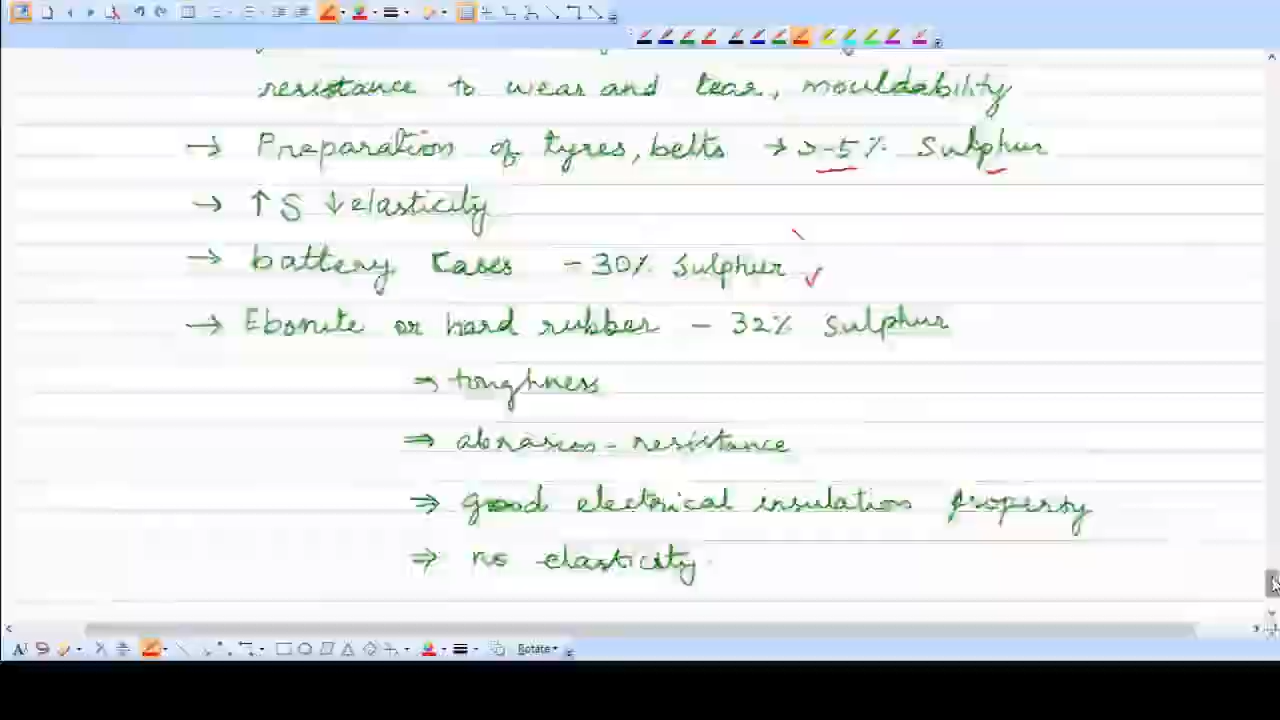 resistance to wear and tear, mouldability
→ Preparation of tyres, belts → 3-5% Sulphur
→ ↑ S ↓ elasticity
→ battery cases - 30% sulphur ✓
→ Ebonite or hard rubber - 32% sulphur
⇒ toughness
⇒ abrasion - resistance
⇒ good electrical insulation property
⇒ no elasticity
Rotate